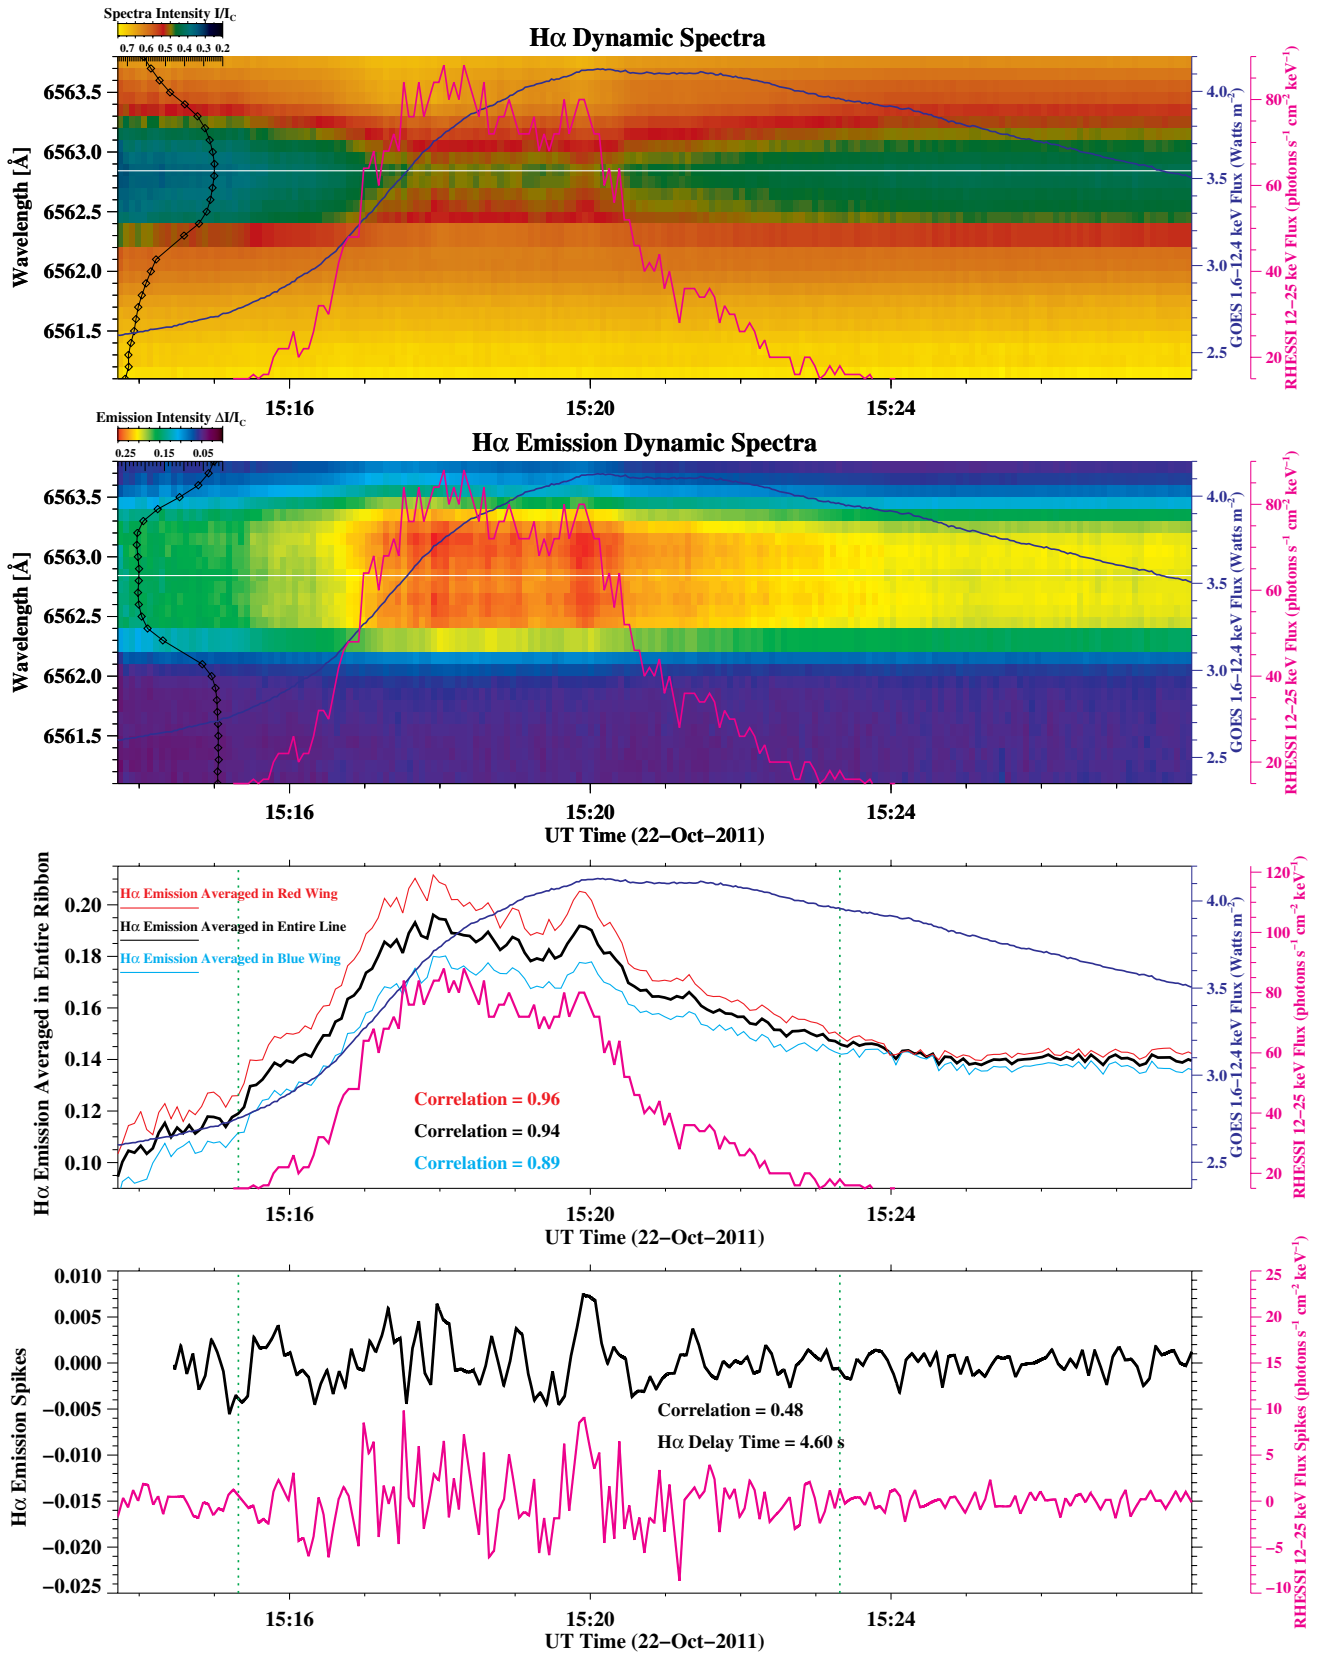 Spectra Intensity I/I_C
0.7 0.6 0.5 0.4 0.3 0.2
Hα Dynamic Spectra
6563.5
6563.0
6562.5
6562.0
6561.5
Wavelength [Å]
15:16 15:20 15:24
4.0
3.5
3.0
2.5
GOES 1.6–12.4 keV Flux (Watts m⁻²)
80
60
40
20
RHESSI 12–25 keV Flux (photons s⁻¹ cm⁻² keV⁻¹)
Emission Intensity ΔI/I_C
0.25 0.15 0.05
Hα Emission Dynamic Spectra
6563.5
6563.0
6562.5
6562.0
6561.5
Wavelength [Å]
15:16 15:20 15:24
UT Time (22–Oct–2011)
4.0
3.5
3.0
2.5
GOES 1.6–12.4 keV Flux (Watts m⁻²)
80
60
40
20
RHESSI 12–25 keV Flux (photons s⁻¹ cm⁻² keV⁻¹)
Hα Emission Averaged in Entire Ribbon
0.20
0.18
0.16
0.14
0.12
0.10
Hα Emission Averaged in Red Wing
Hα Emission Averaged in Entire Line
Hα Emission Averaged in Blue Wing
Correlation = 0.96
Correlation = 0.94
Correlation = 0.89
15:16 15:20 15:24
UT Time (22–Oct–2011)
4.0
3.5
3.0
2.5
GOES 1.6–12.4 keV Flux (Watts m⁻²)
120
100
80
60
40
20
RHESSI 12–25 keV Flux (photons s⁻¹ cm⁻² keV⁻¹)
Hα Emission Spikes
0.010
0.005
0.000
−0.005
−0.010
−0.015
−0.020
−0.025
Correlation = 0.48
Hα Delay Time = 4.60 s
15:16 15:20 15:24
UT Time (22–Oct–2011)
25
20
15
10
5
0
−5
−10
RHESSI 12–25 keV Flux Spikes (photons s⁻¹ cm⁻² keV⁻¹)